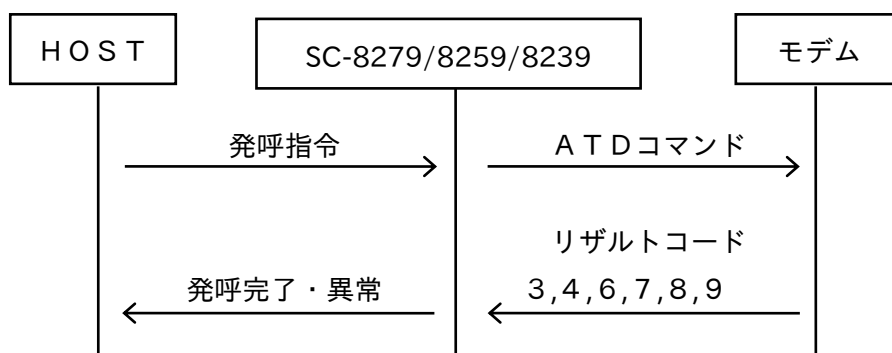 ＨＯＳＴ
SC-8279/8259/8239
モデム
発呼指令
ＡＴＤコマンド
リザルトコード
発呼完了・異常
３,４,６,７,８,９